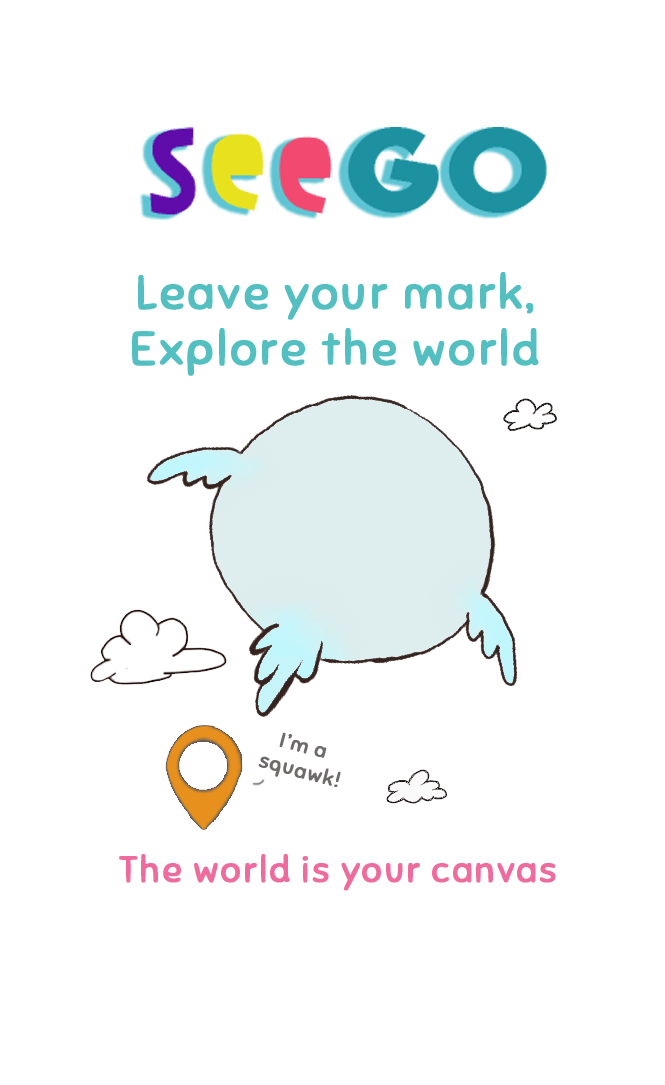 SeeGO
Leave your mark,
Explore the world
I'm a
squawk!
The world is your canvas